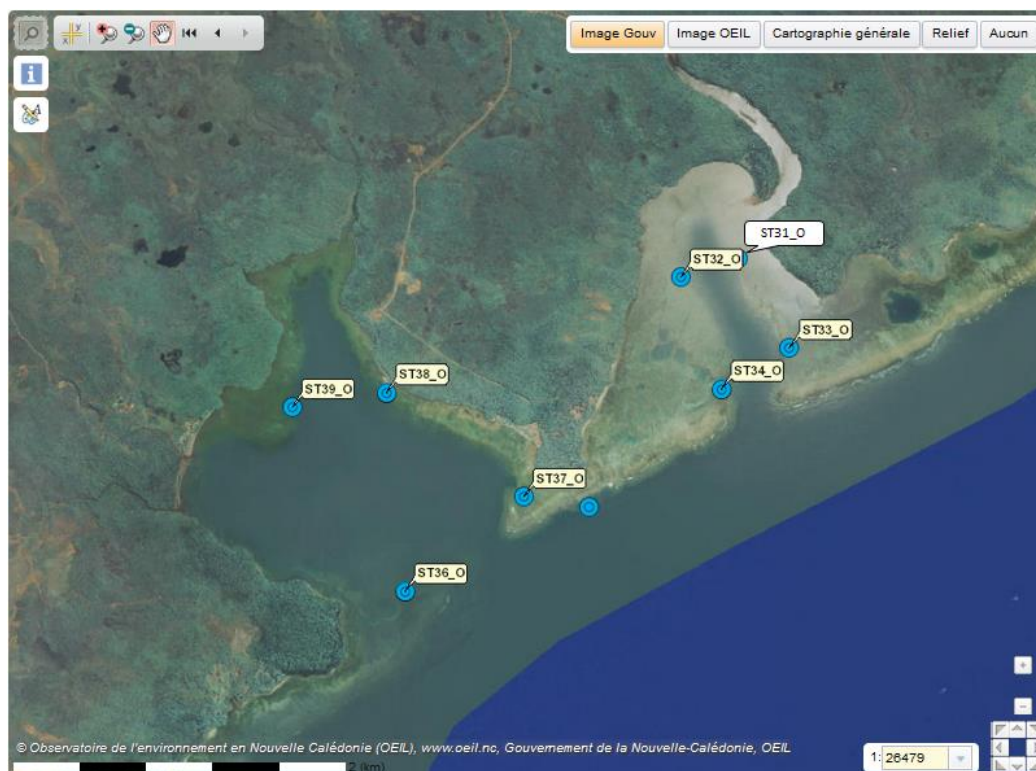 Image Gouv
Image OEIL
Cartographie générale
Relief
Aucun
ST31_O
ST32_O
ST33_O
ST34_O
ST38_O
ST39_O
ST37_O
ST36_O
© Observatoire de l'environnement en Nouvelle Calédonie (OEIL), www.oeil.nc, Gouvernement de la Nouvelle-Calédonie, OEIL
1: 26479
2 (km)